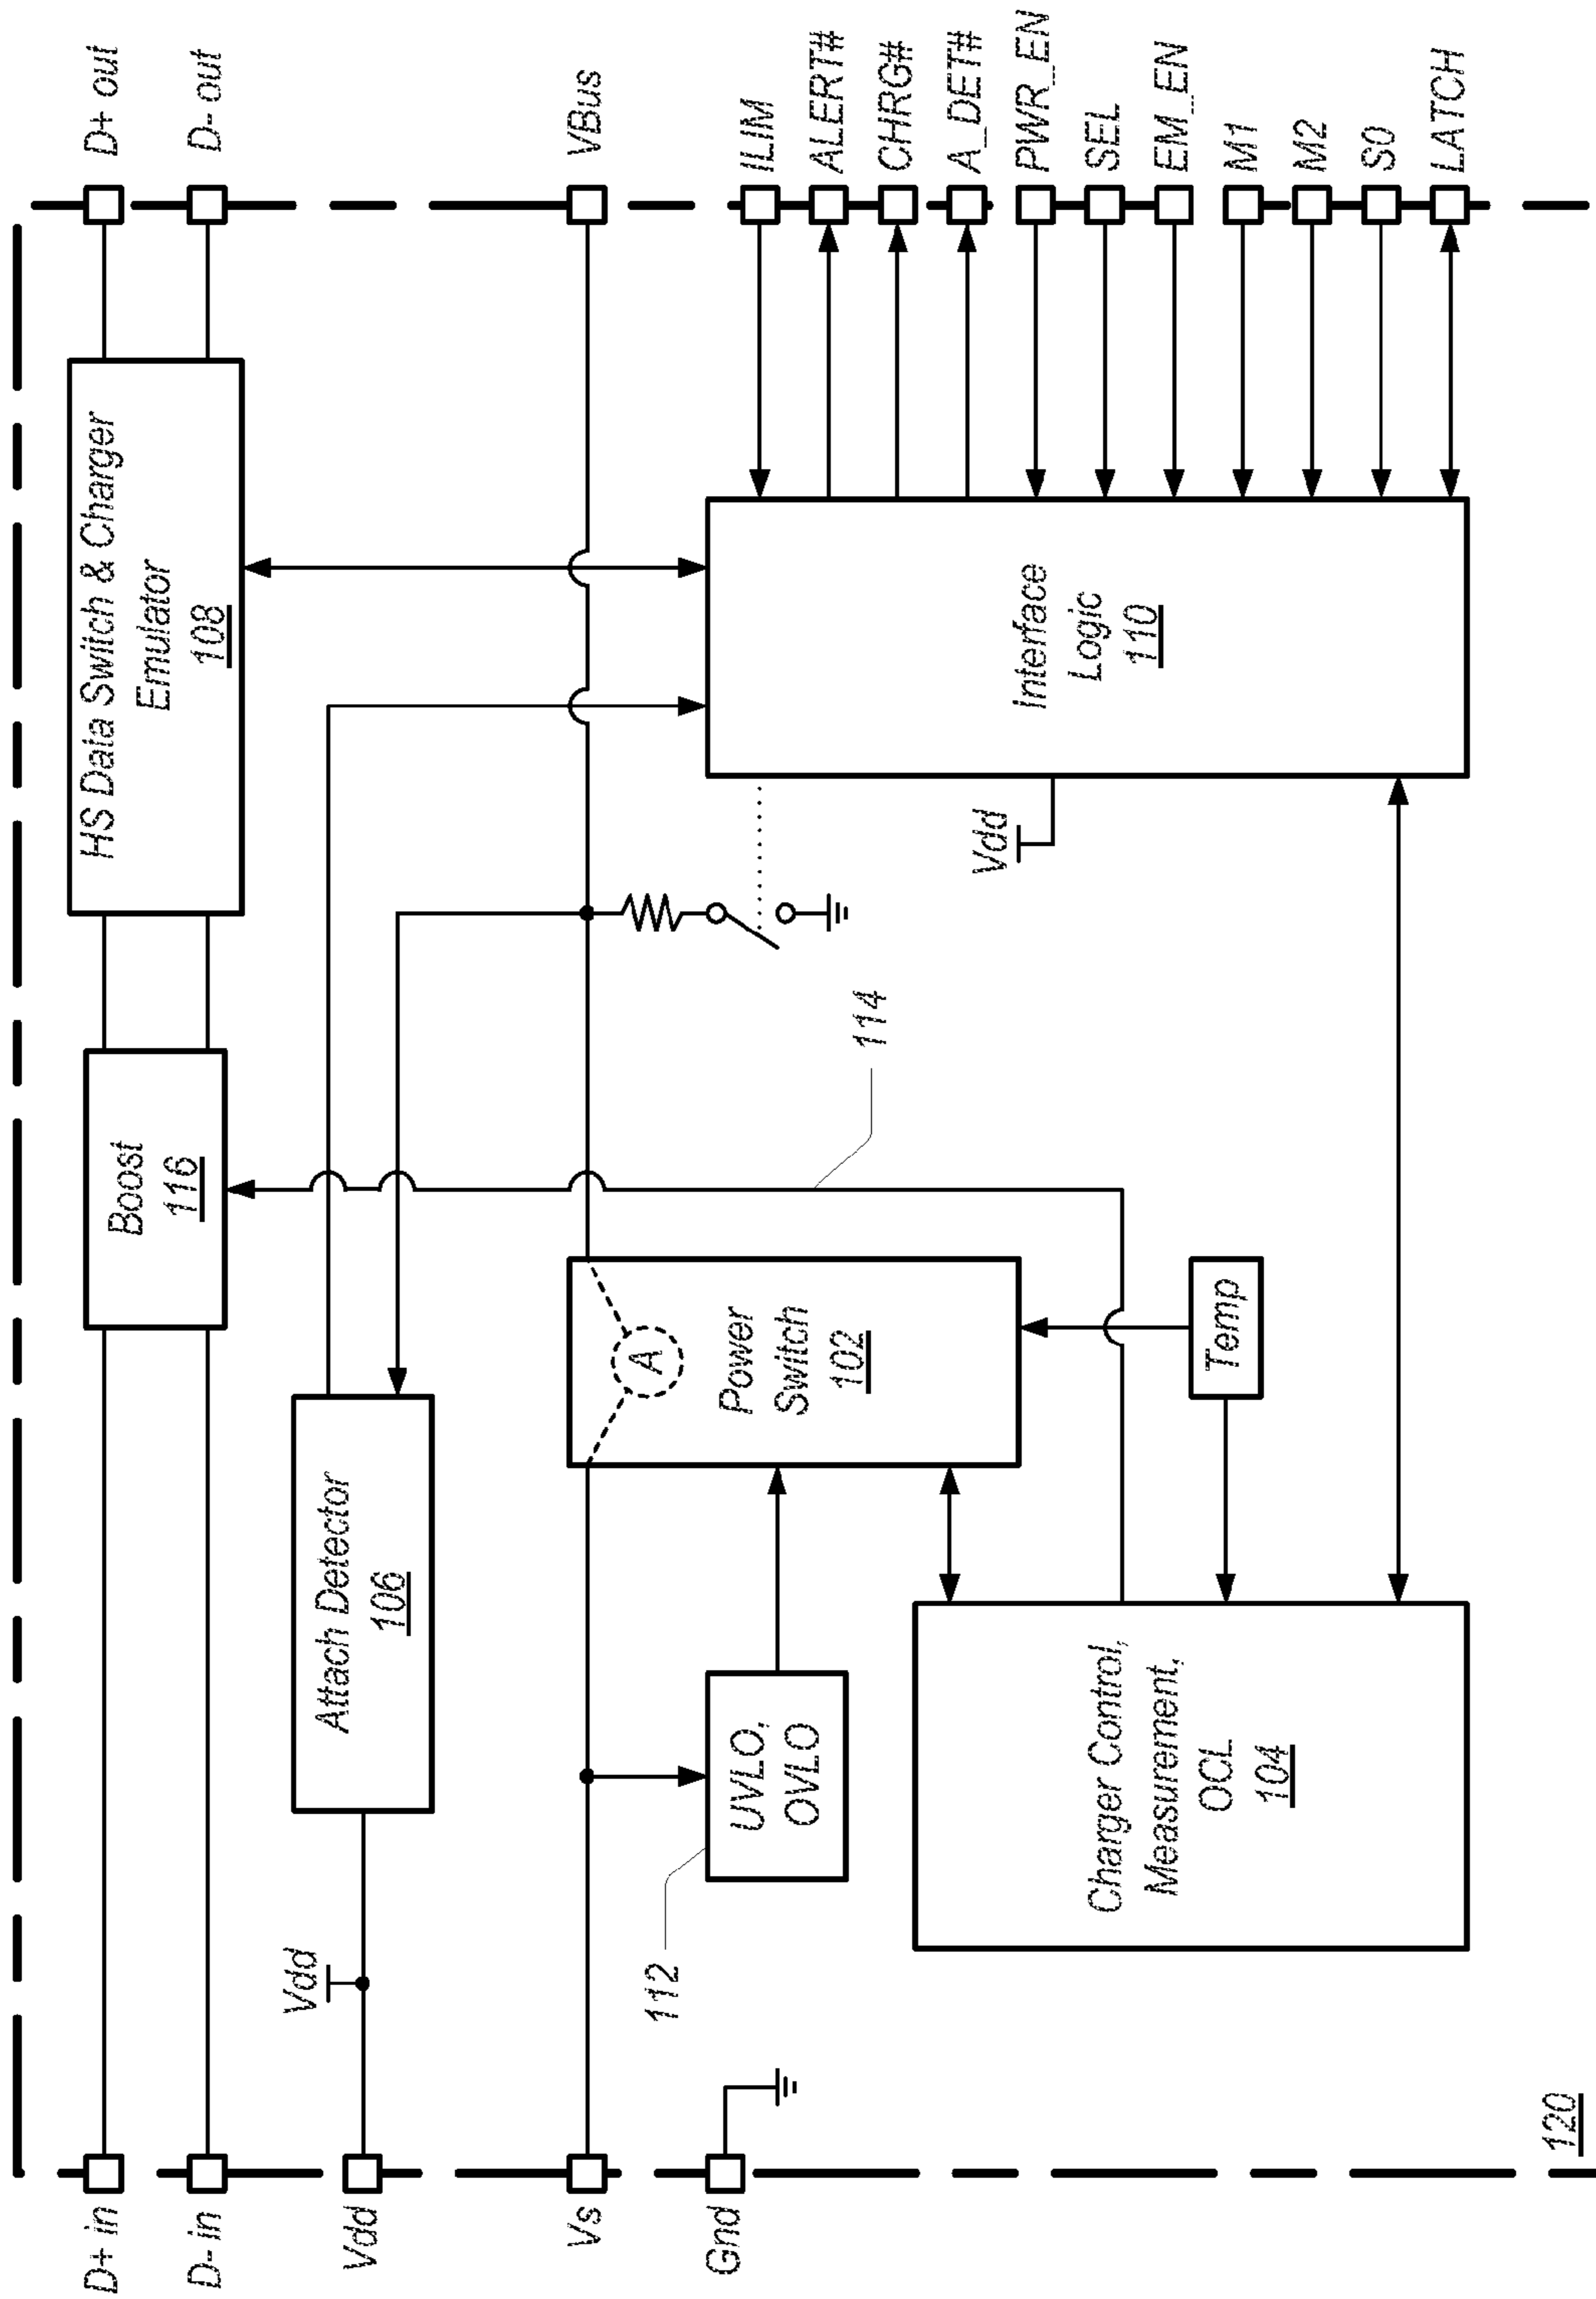 D+ in
D- in
Vdd
Vs
Gnd
Vdd
Boost
116
HS Data Switch & Charger
Emulator
108
D+ out
D- out
Attach Detector
106
VBus
112
UVLO,
OVLO
A
Power
Switch
102
114
Charger Control,
Measurement,
OCL
104
Temp
Vdd
Interface
Logic
110
ILIM
ALERT#
CHRG#
A_DET#
PWR_EN
SEL
EM_EN
M1
M2
S0
LATCH
120